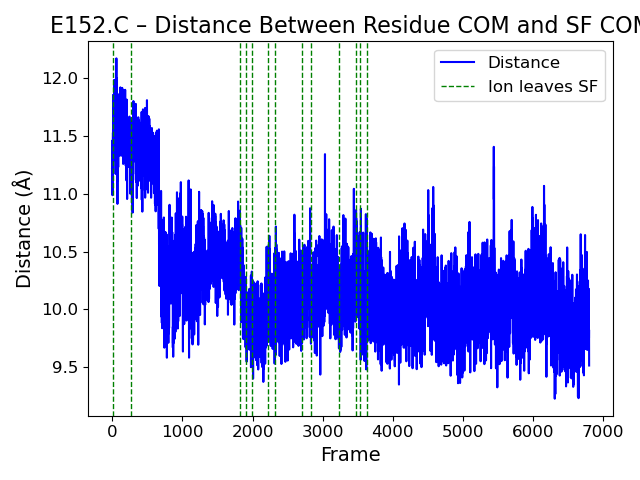 E152.C – Distance Between Residue COM and SF COM
Distance
Ion leaves SF
Distance (Å)
12.0
11.5
11.0
10.5
10.0
9.5
0 1000 2000 3000 4000 5000 6000 7000
Frame